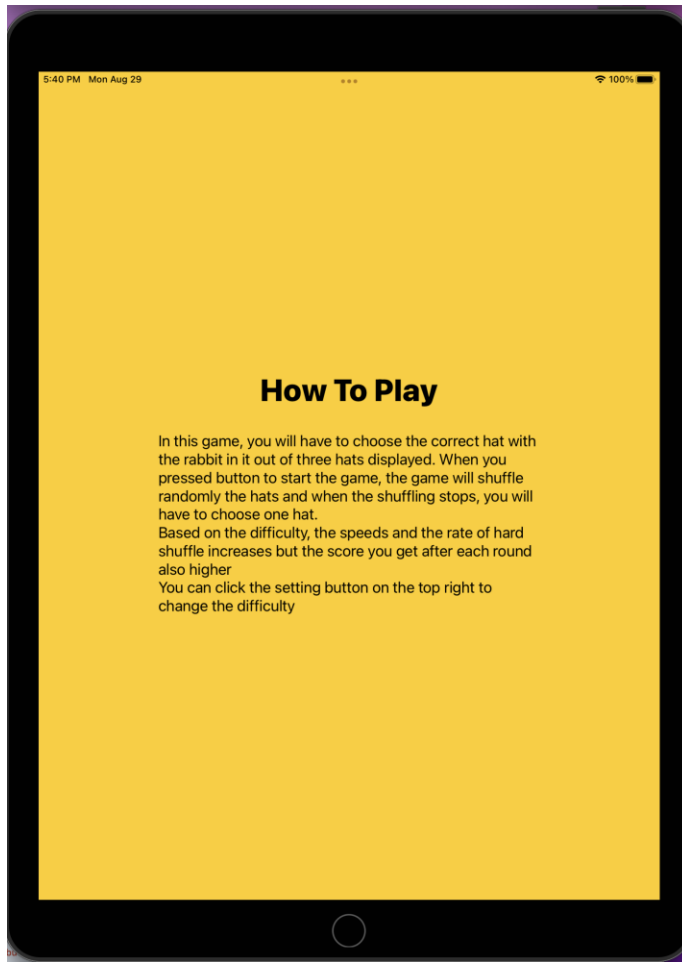 5:40 PM Mon Aug 29
100%
How To Play
In this game, you will have to choose the correct hat with
the rabbit in it out of three hats displayed. When you
pressed button to start the game, the game will shuffle
randomly the hats and when the shuffling stops, you will
have to choose one hat.
Based on the difficulty, the speeds and the rate of hard
shuffle increases but the score you get after each round
also higher
You can click the setting button on the top right to
change the difficulty